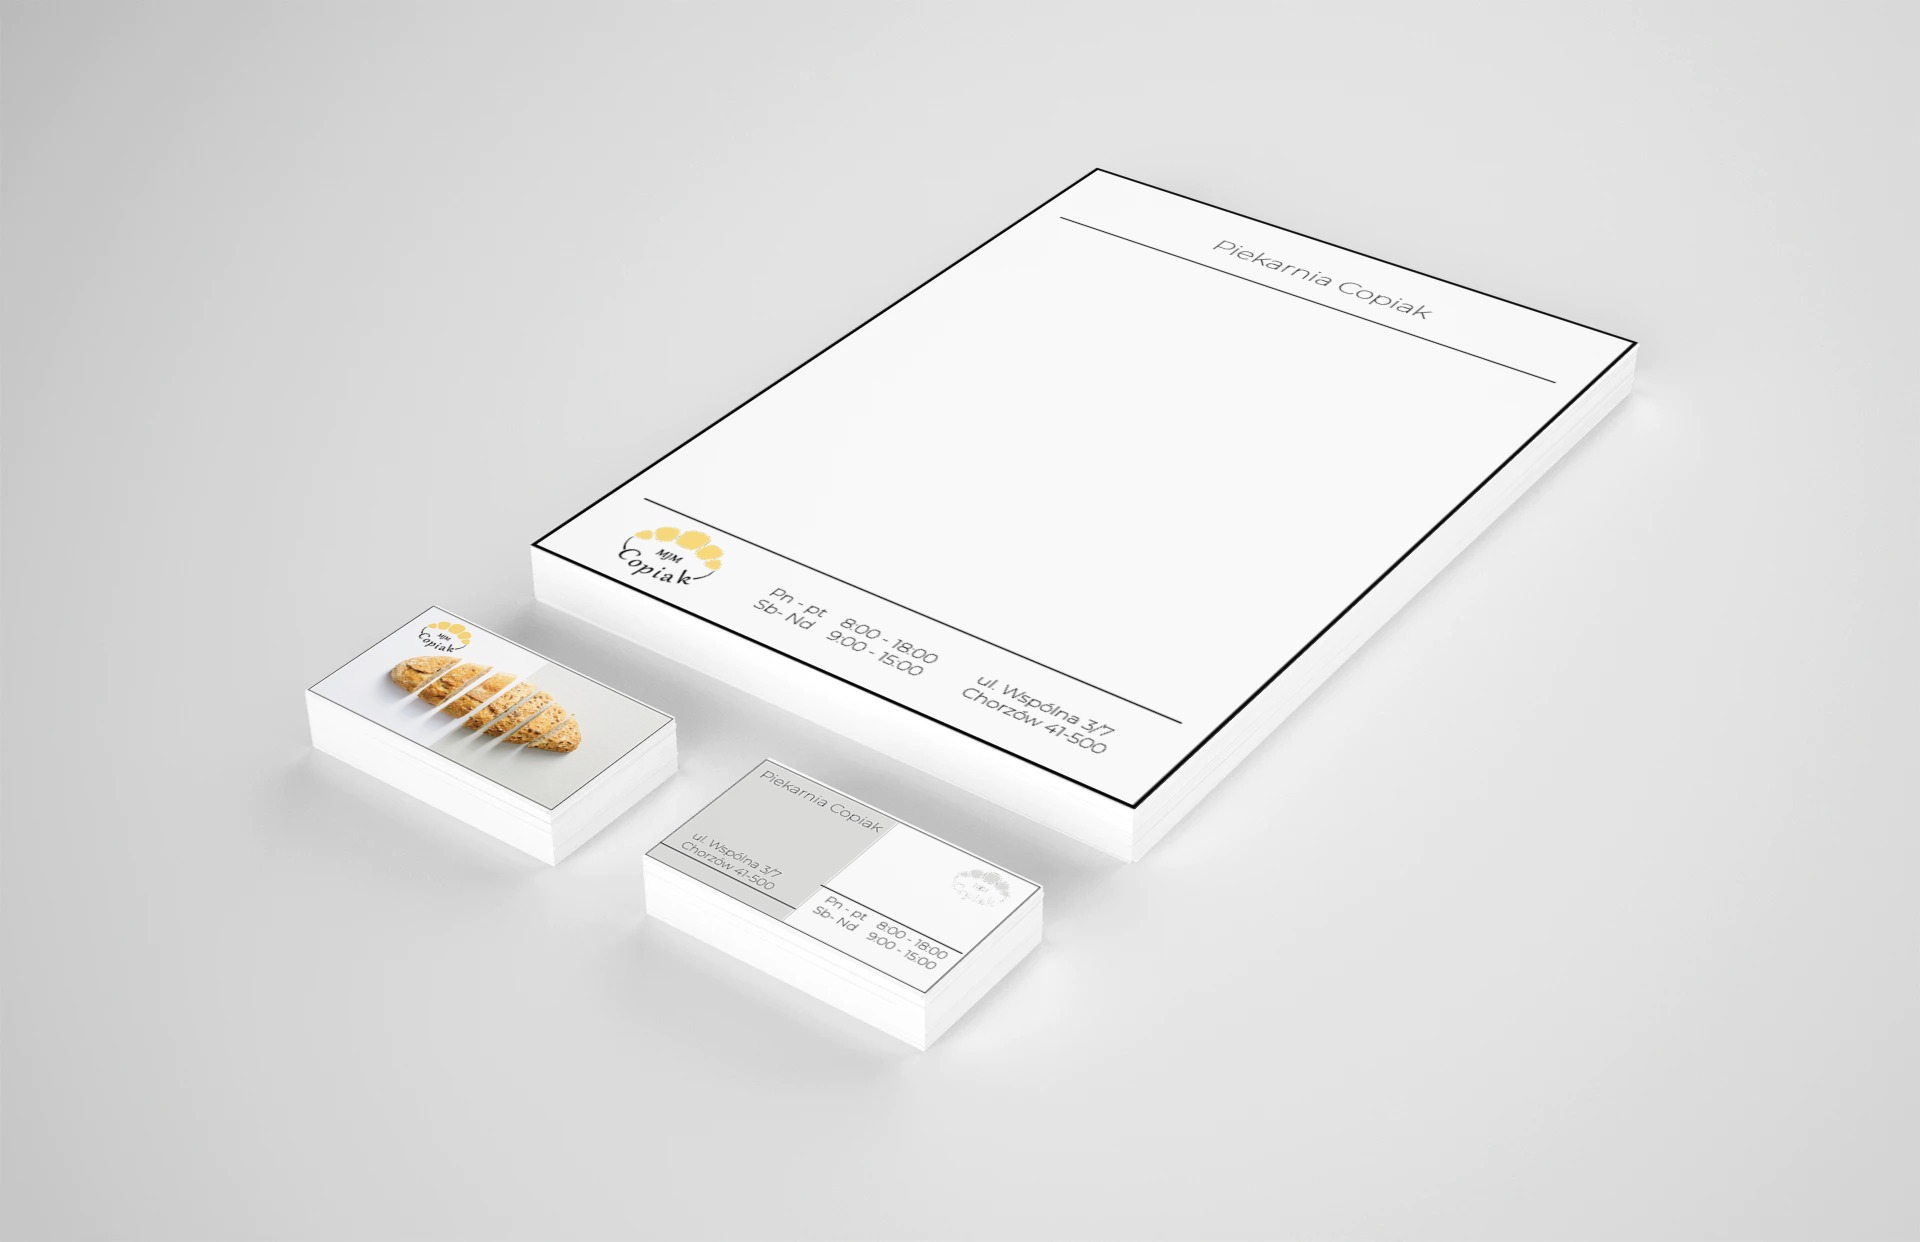 Piekarnia Copiak
MJM
Copiak
Pn - pt 8:00 - 18:00
Sb- Nd 9:00 - 15:00
ul. Wspólna 3/7
Chorzów 41-500
MJM
Copiak
Piekarnia Copiak
ul. Wspólna 3/7
Chorzów 41-500
Copiak
Pn - pt 8:00 - 18:00
Sb- Nd 9:00 - 15:00